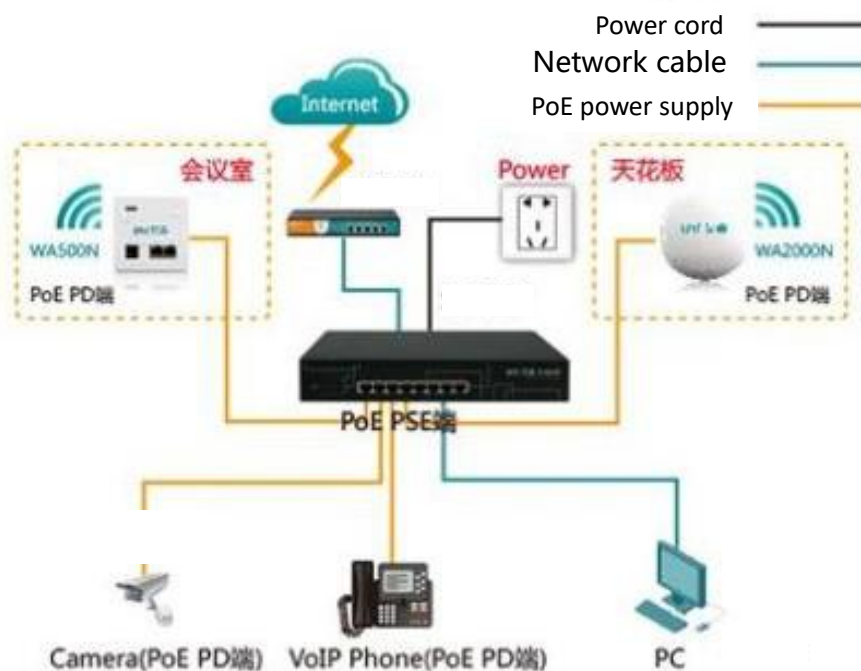 Power cord
Network cable
PoE power supply
Internet
会议室
Power
天花板
WA500N
PoE PD端
WA2000N
PoE PD端
PoE PSE端
Camera(PoE PD端)
VoIP Phone(PoE PD端)
PC